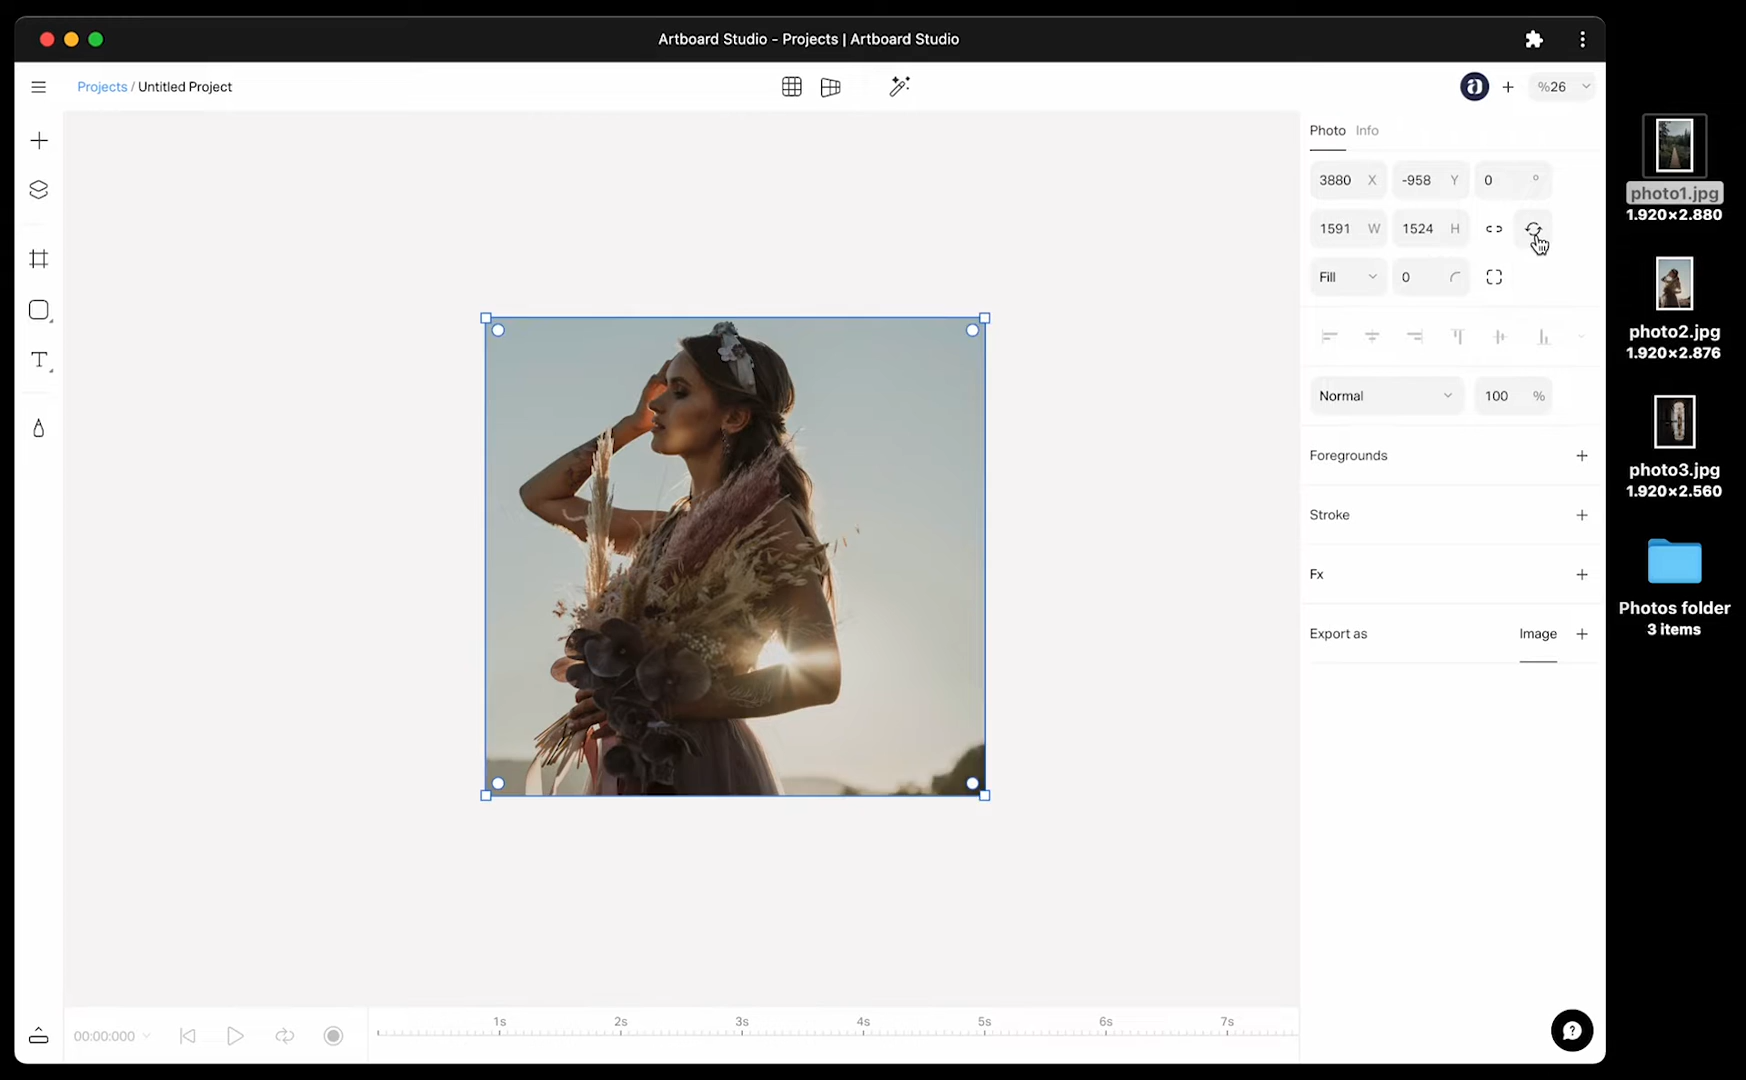 Artboard Studio - Projects | Artboard Studio
Projects / Untitled Project
a
%26
Photo Info
3880 X -958 Y 0 °
1591 W 1524 H
Fill 0
Normal 100 %
Foregrounds
Stroke
Fx
Export as Image
T
00:00:000
1s 2s 3s 4s 5s 6s 7s
?
photo1.jpg
1.920×2.880
photo2.jpg
1.920×2.876
photo3.jpg
1.920×2.560
Photos folder
3 items